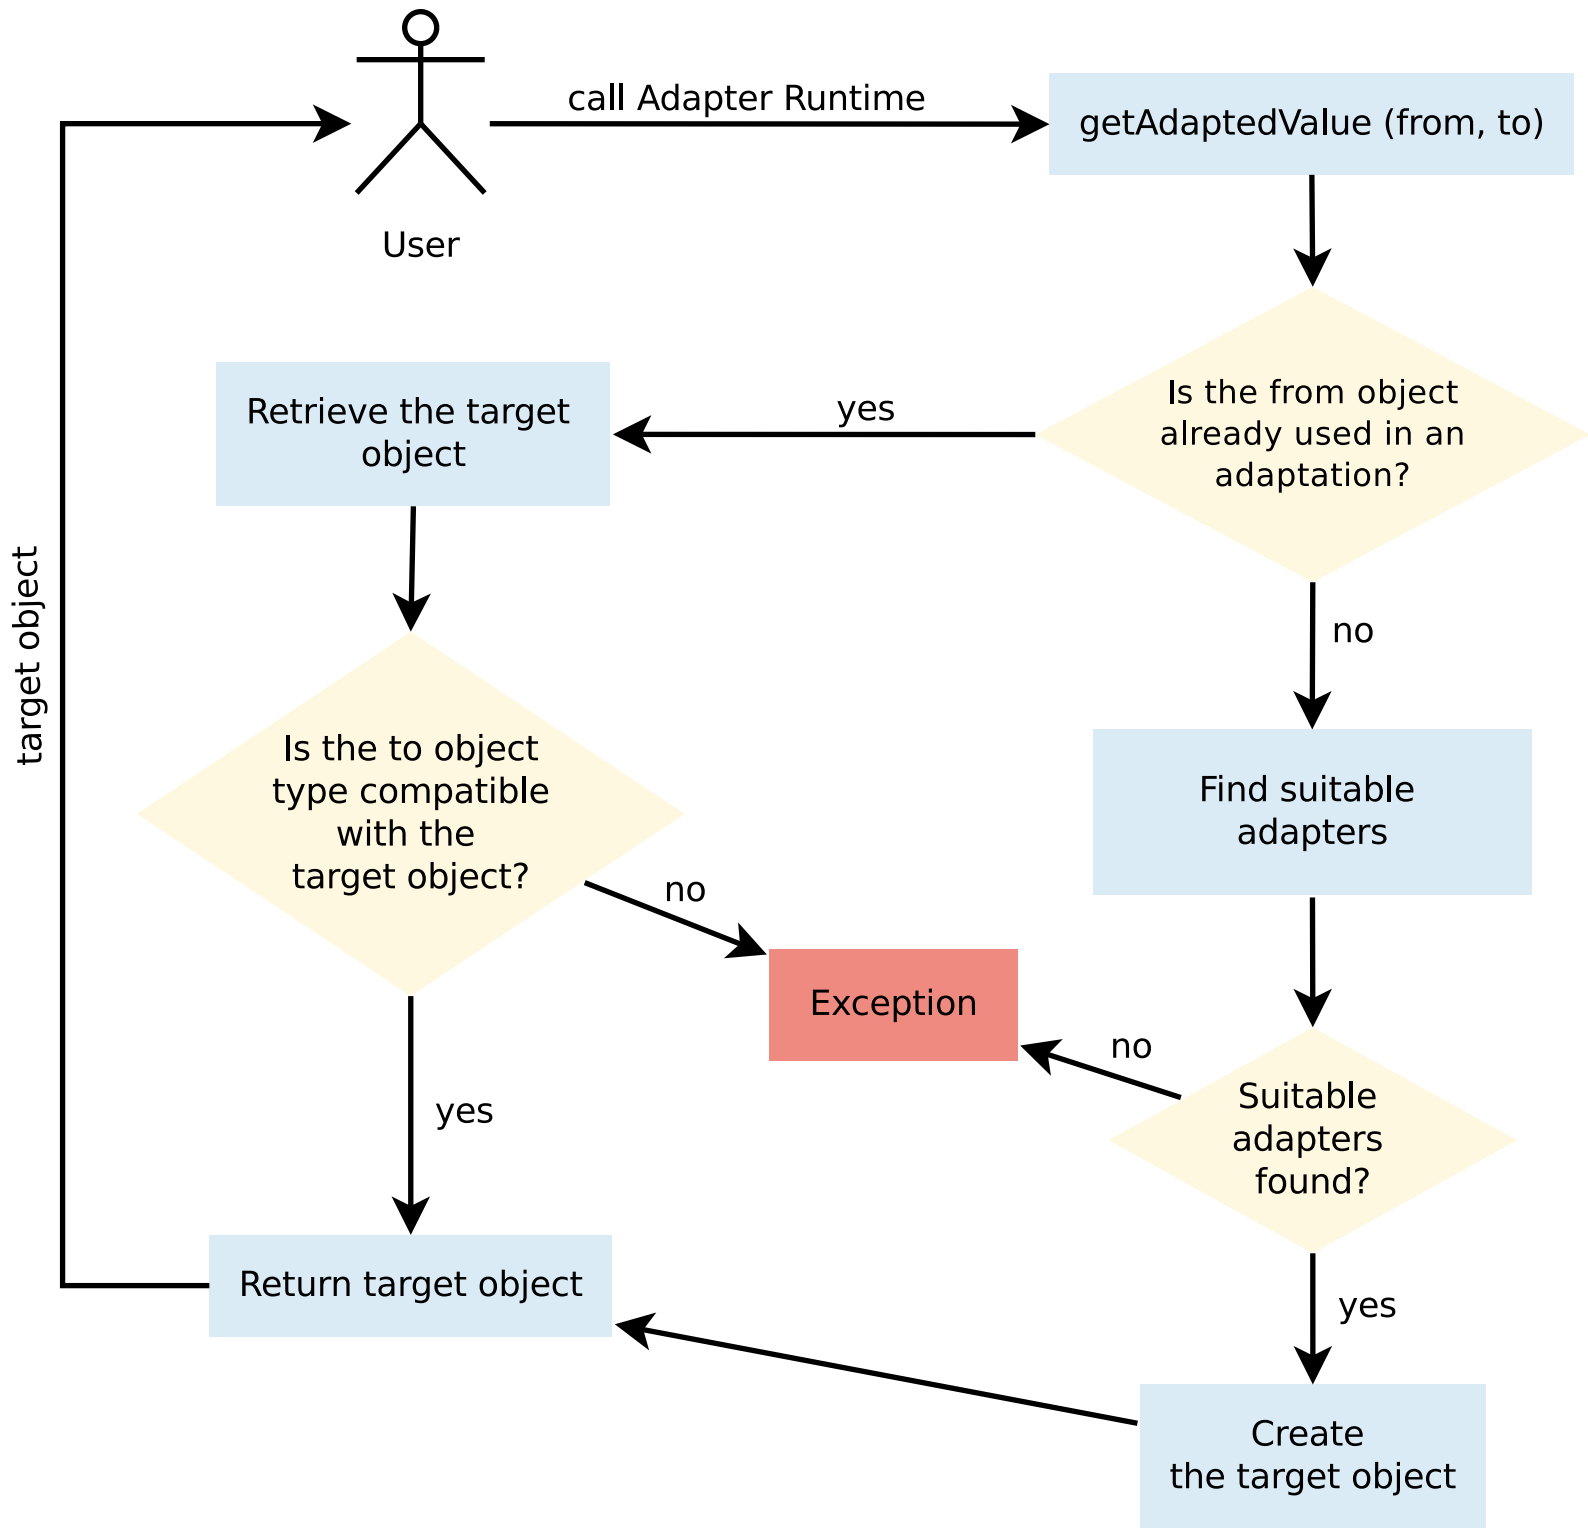 call Adapter Runtime
getAdaptedValue (from, to)
User
Is the from object
already used in an
adaptation?
yes
Retrieve the target
object
no
target object
Is the to object
type compatible
with the
target object?
Find suitable
adapters
no
Exception
no
Suitable
adapters
found?
yes
Return target object
yes
Create
the target object